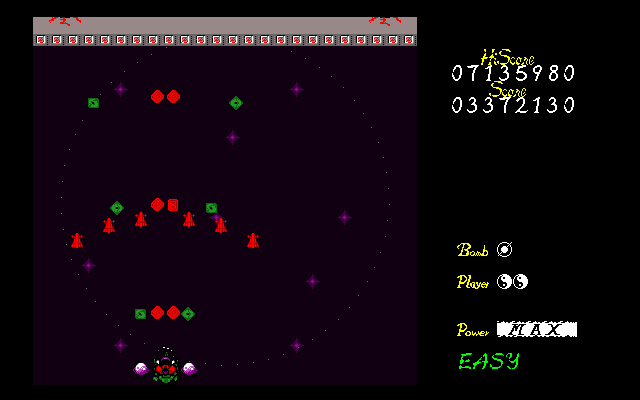 HiScore
07135980
Score
03372130
Bomb
Player
Power MAX
EASY